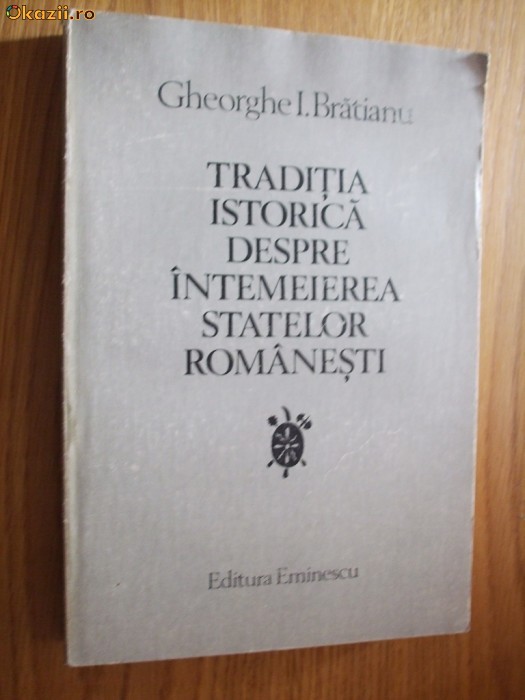 Okazii.ro
Gheorghe I. Brătianu
TRADIȚIA
ISTORICĂ
DESPRE
ÎNTEMEIEREA
STATELOR
ROMÂNEȘTI
Editura Eminescu